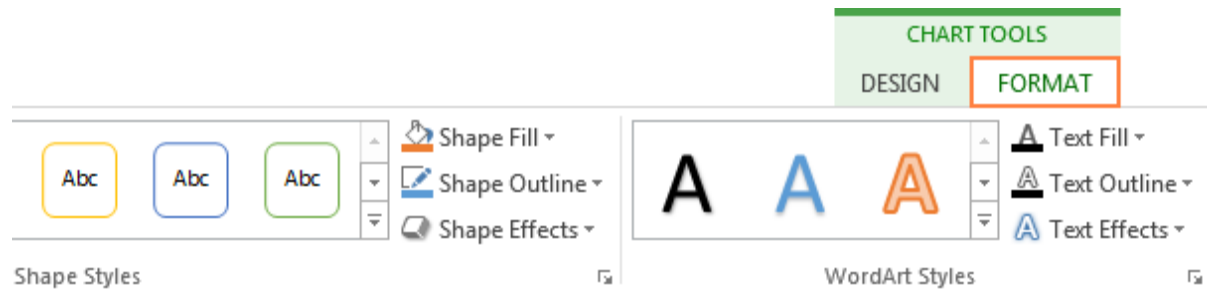 CHART TOOLS
DESIGN FORMAT
Abc Abc Abc
Shape Fill
Shape Outline
Shape Effects
Shape Styles
A A A
Text Fill
Text Outline
Text Effects
WordArt Styles